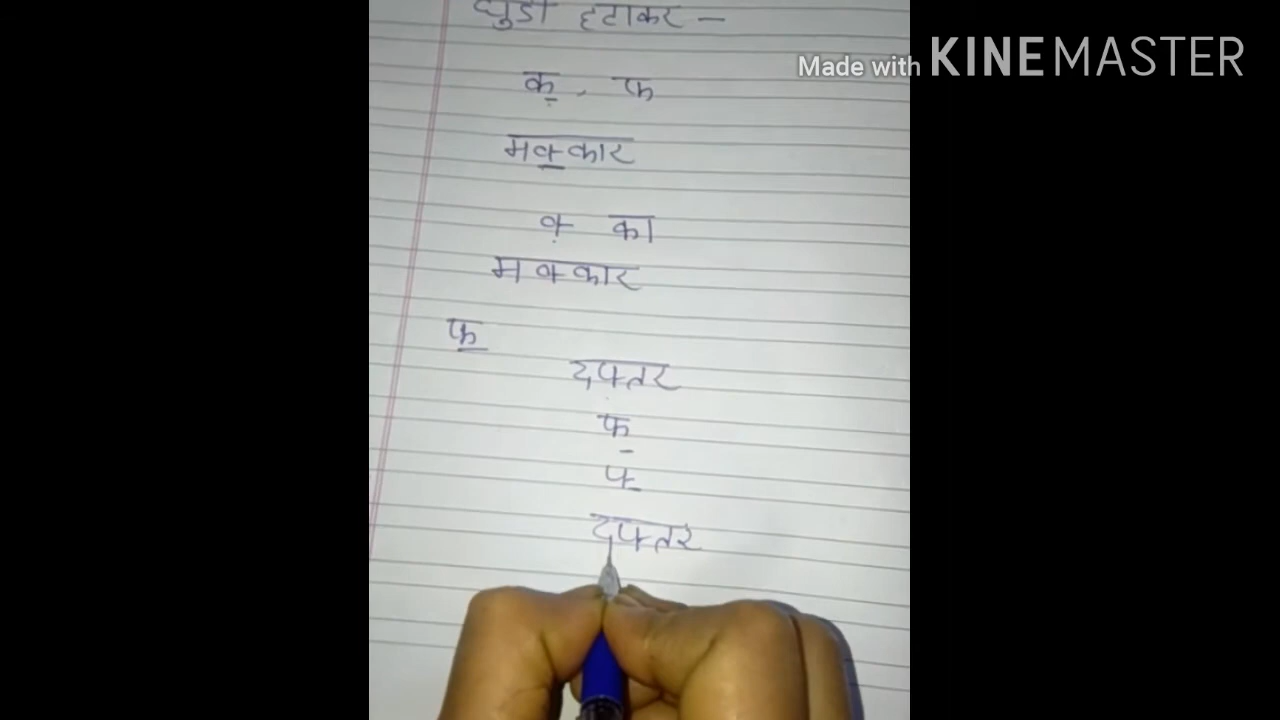 घुंडी हटाकर –
Made with KINEMASTER
क, फ
मक्कार
क् का
मक्कार
फ
दफ्तर
फ
फ्
दफ्तर